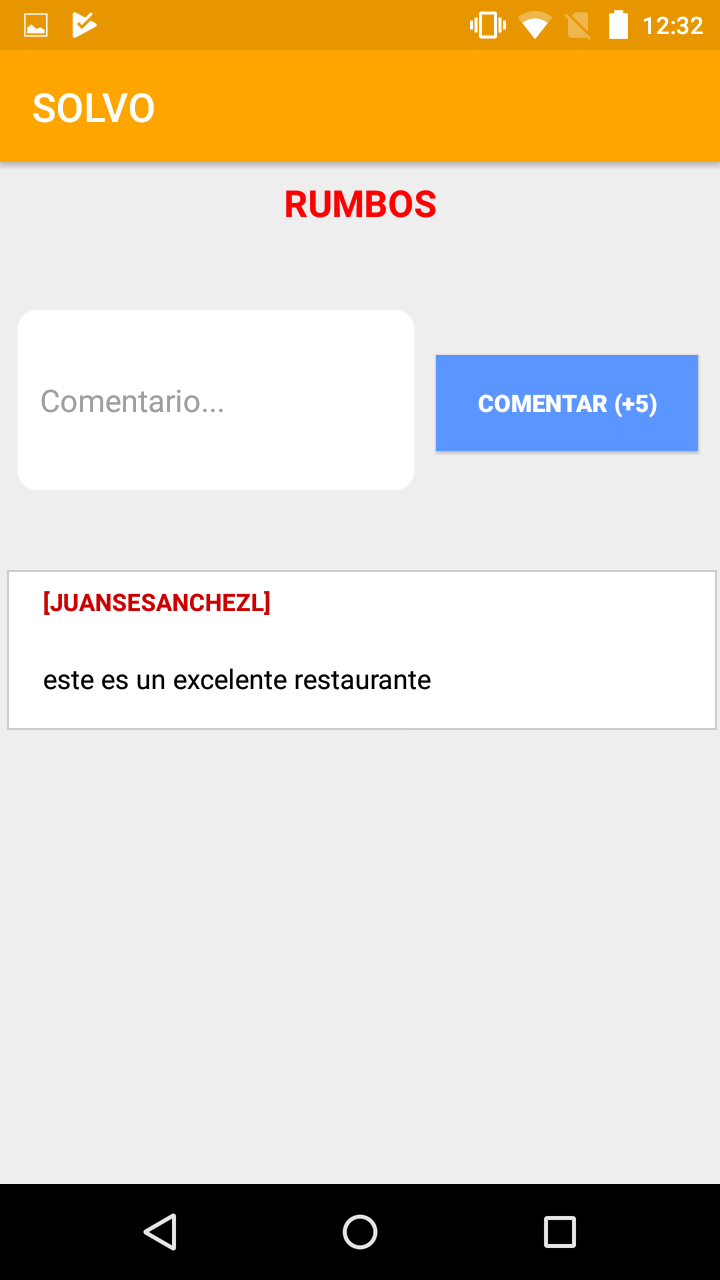 12:32
SOLVO
RUMBOS
Comentario...
COMENTAR (+5)
[JUANSESANCHEZL]
este es un excelente restaurante